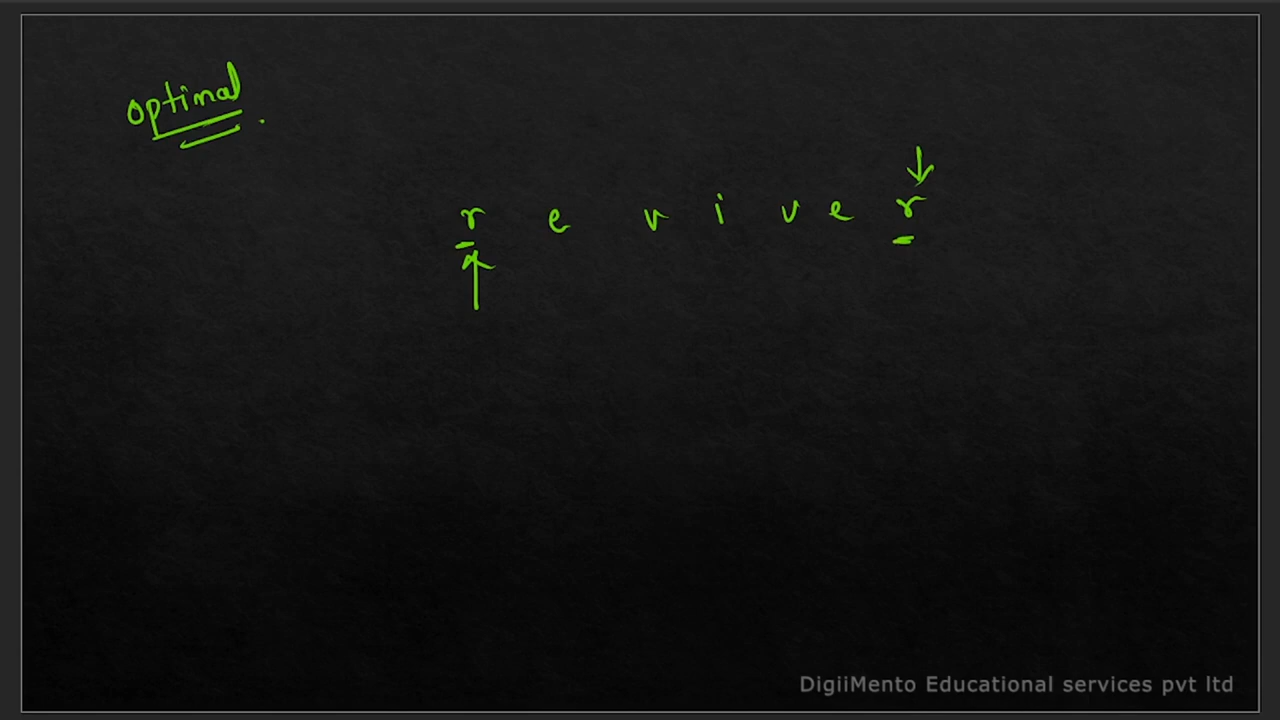 optimal.
r e v i v e r
DigiiMento Educational services pvt ltd